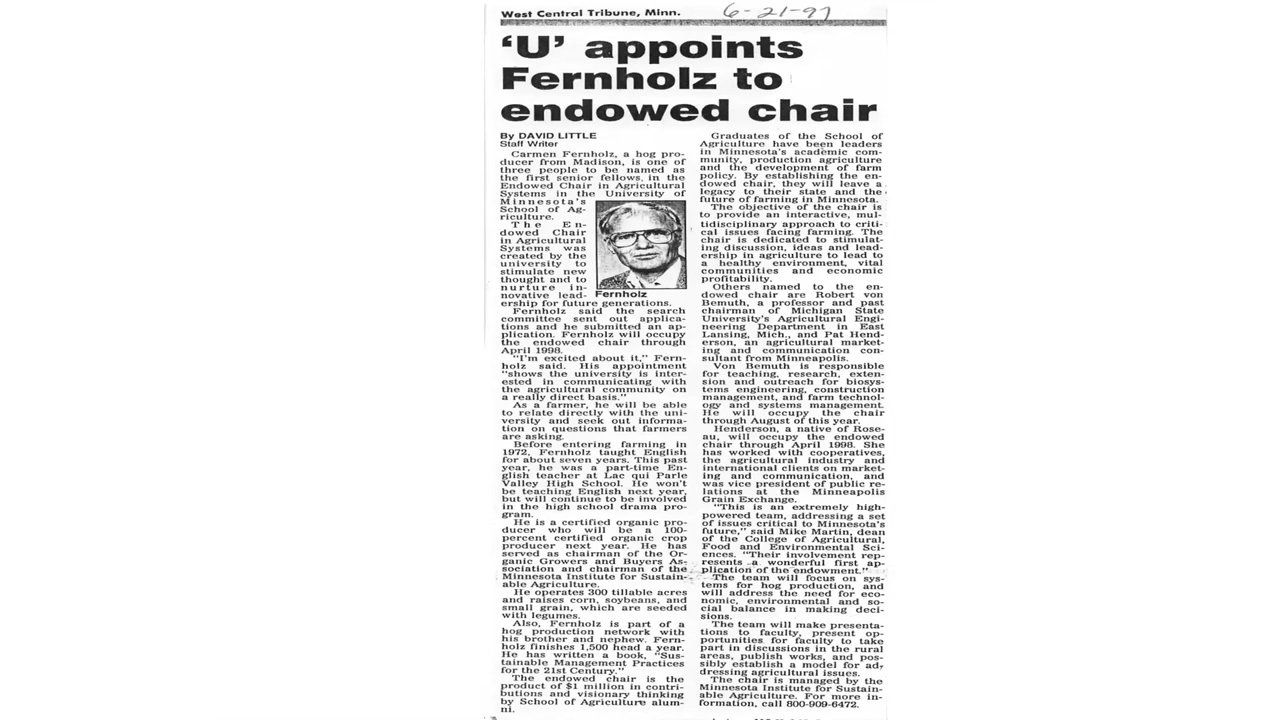 West Central Tribune, Minn.
6-21-97
‘U’ appoints
Fernholz to
endowed chair
By DAVID LITTLE
Staff Writer
Carmen Fernholz, a hog pro-
ducer from Madison, is one of
three people to be named as
the first senior fellows in the
Endowed Chair in Agricultural
Systems in the University of
Minnesota's
School of Ag-
riculture.
The En-
dowed Chair
in Agricultural
Systems was
created by the
university to
stimulate new
thought and to
nurture in-
novative lead-
ership for future generations.
Fernholz
Fernholz said the search
committee sent out applica-
tions and he submitted an ap-
plication. Fernholz will occupy
the endowed chair through
April 1998.
"I'm excited about it," Fern-
holz said. His appointment
"shows the university is inter-
ested in communicating with
the agricultural community on
a really direct basis."
As a farmer, he will be able
to relate directly with the uni-
versity and seek out informa-
tion on questions that farmers
are asking.
Before entering farming in
1972, Fernholz taught English
for about seven years. This past
year, he was a part-time En-
glish teacher at Lac qui Parle
Valley High School. He won't
be teaching English next year,
but will continue to be involved
in the high school drama pro-
gram.
He is a certified organic pro-
ducer who will be a 100-
percent certified organic crop
producer next year. He has
served as chairman of the Or-
ganic Growers and Buyers As-
sociation and chairman of the
Minnesota Institute for Sustain-
able Agriculture.
He operates 300 tillable acres
and raises corn, soybeans, and
small grain, which are seeded
with legumes.
Also, Fernholz is part of a
hog production network with
his brother and nephew. Fern-
holz finishes 1,500 head a year.
He has written a book, "Sus-
tainable Management Practices
for the 21st Century."
The endowed chair is the
product of $1 million in contri-
butions and visionary thinking
by School of Agriculture alum-
ni.
Graduates of the School of
Agriculture have been leaders
in Minnesota's academic com-
munity, production agriculture
and the development of farm
policy. By establishing the en-
dowed chair, they will leave a
legacy to their state and the
future of farming in Minnesota.
The objective of the chair is
to provide an interactive, mul-
tidisciplinary approach to criti-
cal issues facing farming. The
chair is dedicated to stimulat-
ing discussion, ideas and lead-
ership in agriculture to lead to
a healthy environment, vital
communities and economic
profitability.
Others named to the en-
dowed chair are Robert von
Bemuth, a professor and past
chairman of Michigan State
University's Agricultural Engi-
neering Department in East
Lansing, Mich., and Pat Hend-
erson, an agricultural market-
ing and communication con-
sultant from Minneapolis.
Von Bemuth is responsible
for teaching, research, exten-
sion and outreach for biosys-
tems engineering, construction
management, and farm technol-
ogy and systems management.
He will occupy the chair
through August of this year.
Henderson, a native of Rose-
au, will occupy the endowed
chair through April 1998. She
has worked with cooperatives,
the agricultural industry and
international clients on market-
ing and communication, and
was vice president of public re-
lations at the Minneapolis
Grain Exchange.
"This is an extremely high-
powered team, addressing a set
of issues critical to Minnesota's
future," said Mike Martin, dean
of the College of Agricultural,
Food and Environmental Sci-
ences. "Their involvement rep-
resents a wonderful first ap-
plication of the endowment."
The team will focus on sys-
tems for hog production, and
will address the need for eco-
nomic, environmental and so-
cial balance in making deci-
sions.
The team will make presenta-
tions to faculty, present op-
portunities for faculty to take
part in discussions in the rural
areas, publish works, and pos-
sibly establish a model for ad-
dressing agricultural issues.
The chair is managed by the
Minnesota Institute for Sustain-
able Agriculture. For more in-
formation, call 800-909-6472.